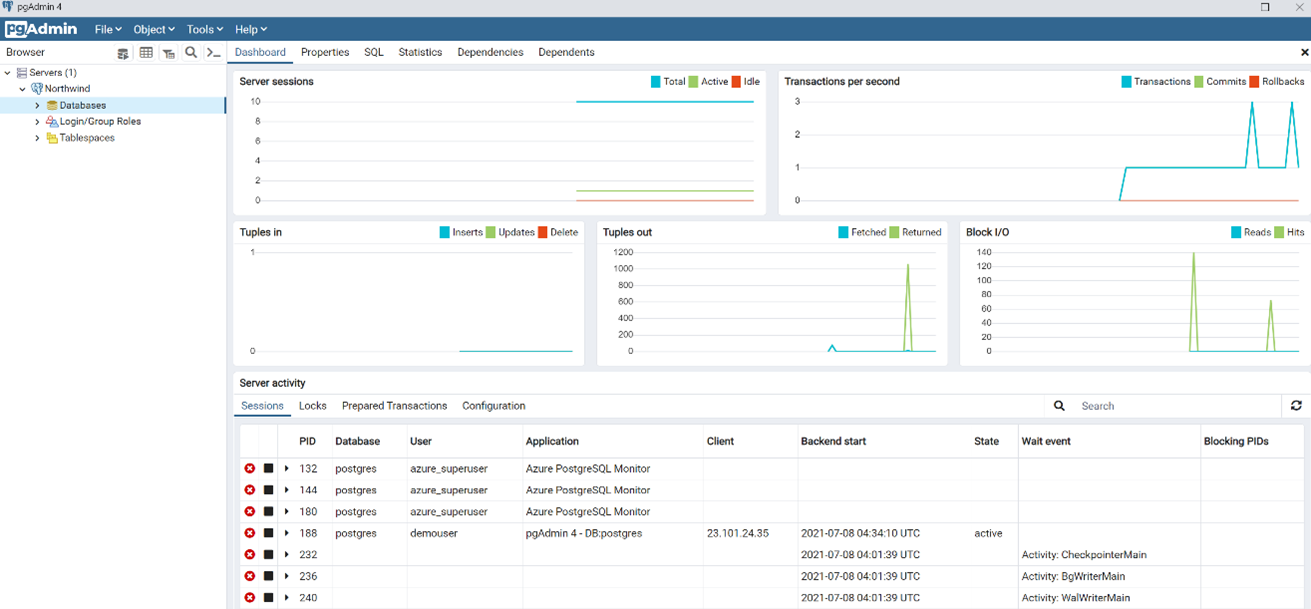 pgAdmin 4
pgAdmin File Object Tools Help
Browser
Dashboard Properties SQL Statistics Dependencies Dependents
Servers (1)
Northwind
Databases
Login/Group Roles
Tablespaces
Server sessions Total Active Idle
10
8
6
4
2
0
Transactions per second Transactions Commits Rollbacks
3
2
1
0
Tuples in Inserts Updates Delete
1
0
Tuples out Fetched Returned
1200
1000
800
600
400
200
0
Block I/O Reads Hits
140
120
100
80
60
40
20
0
Server activity
Sessions Locks Prepared Transactions Configuration Search
PID Database User Application Client Backend start State Wait event Blocking PIDs
132 postgres azure_superuser Azure PostgreSQL Monitor
144 postgres azure_superuser Azure PostgreSQL Monitor
180 postgres azure_superuser Azure PostgreSQL Monitor
188 postgres demouser pgAdmin 4 - DB:postgres 23.101.24.35 2021-07-08 04:34:10 UTC active
232 2021-07-08 04:01:39 UTC Activity: CheckpointerMain
236 2021-07-08 04:01:39 UTC Activity: BgWriterMain
240 2021-07-08 04:01:39 UTC Activity: WalWriterMain